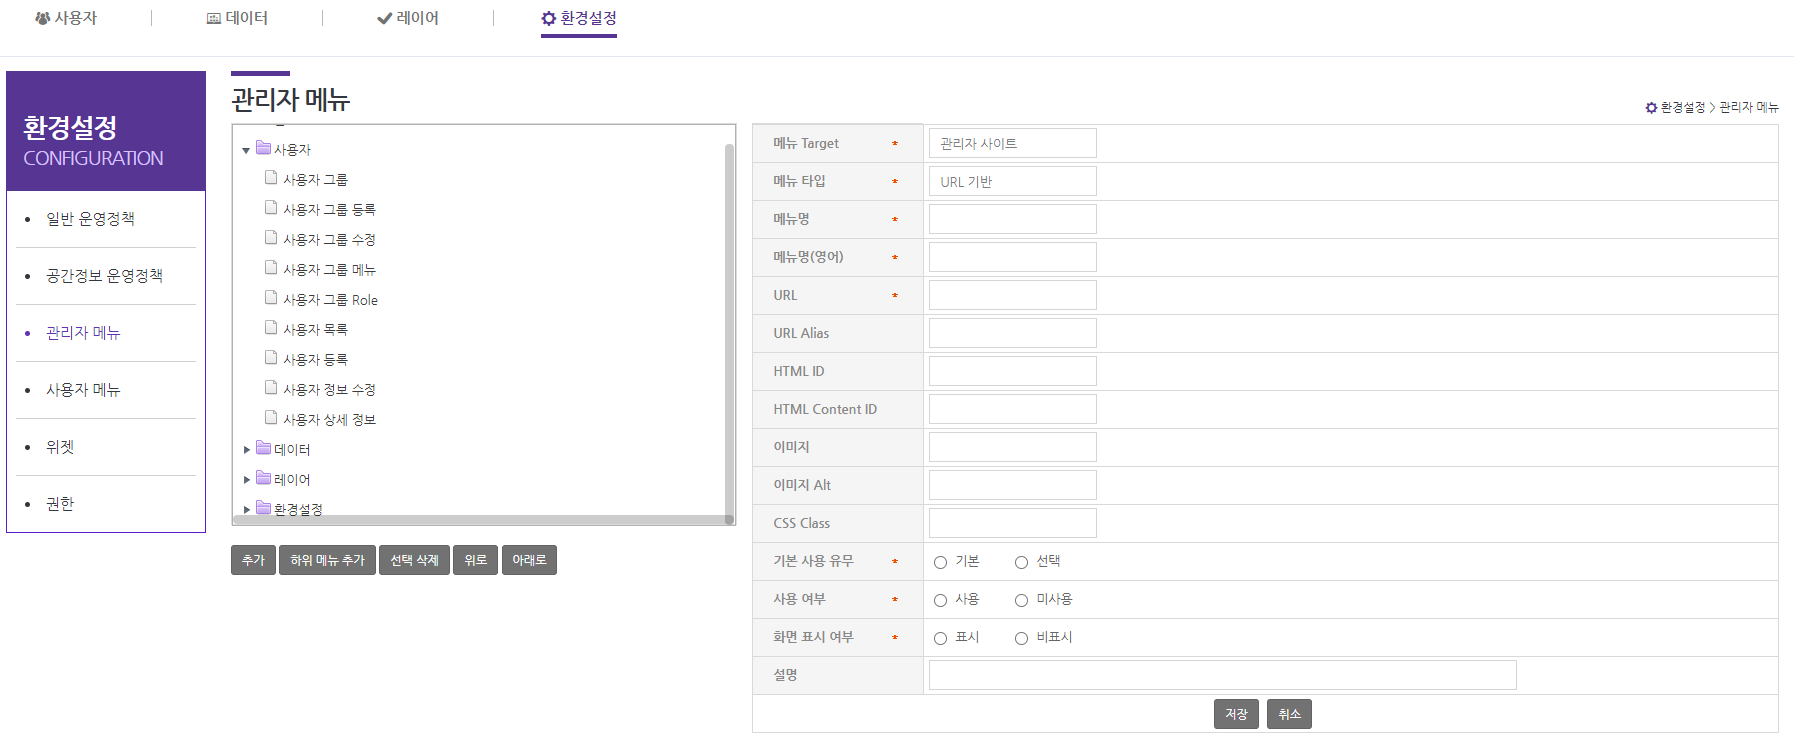 사용자
데이터
레이어
환경설정
환경설정
CONFIGURATION
일반 운영정책
공간정보 운영정책
관리자 메뉴
사용자 메뉴
위젯
권한
관리자 메뉴
환경설정 > 관리자 메뉴
사용자
사용자 그룹
사용자 그룹 등록
사용자 그룹 수정
사용자 그룹 메뉴
사용자 그룹 Role
사용자 목록
사용자 등록
사용자 정보 수정
사용자 상세 정보
데이터
레이어
환경설정
추가 하위 메뉴 추가 선택 삭제 위로 아래로
메뉴 Target * 관리자 사이트
메뉴 타입 * URL 기반
메뉴명 *
메뉴명(영어) *
URL *
URL Alias
HTML ID
HTML Content ID
이미지
이미지 Alt
CSS Class
기본 사용 유무 * 기본 선택
사용 여부 * 사용 미사용
화면 표시 여부 * 표시 비표시
설명
저장 취소